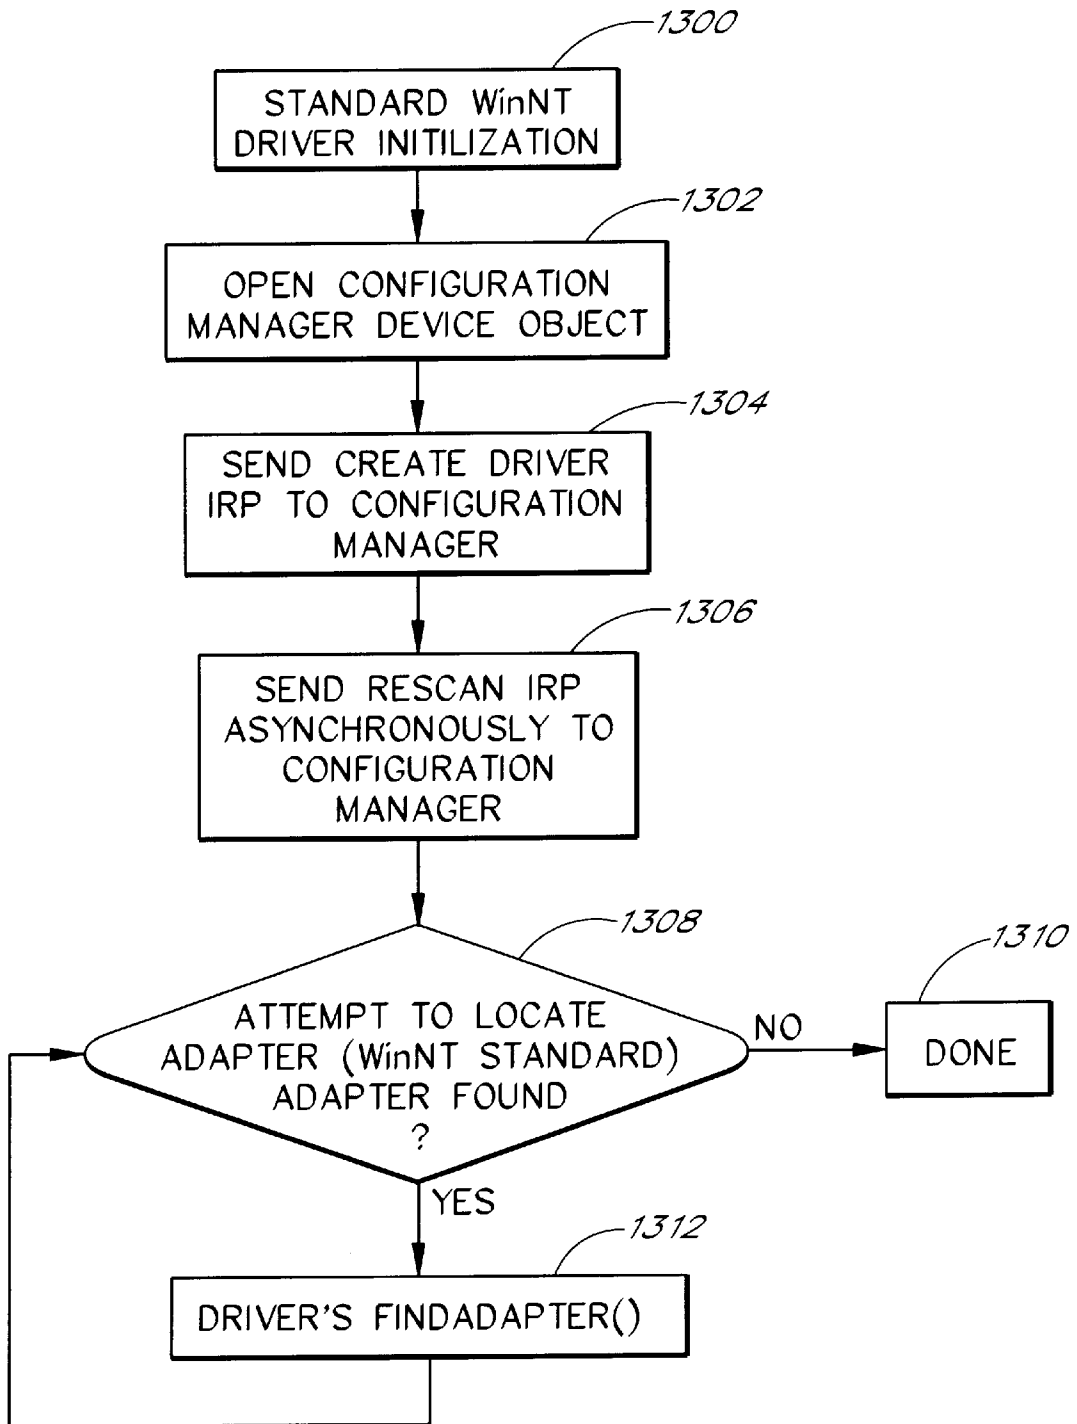 1300
STANDARD WinNT
DRIVER INITILIZATION
1302
OPEN CONFIGURATION
MANAGER DEVICE OBJECT
1304
SEND CREATE DRIVER
IRP TO CONFIGURATION
MANAGER
1306
SEND RESCAN IRP
ASYNCHRONOUSLY TO
CONFIGURATION
MANAGER
1308
ATTEMPT TO LOCATE
ADAPTER (WinNT STANDARD)
ADAPTER FOUND
?
NO
1310
DONE
YES
1312
DRIVER'S FINDADAPTER()